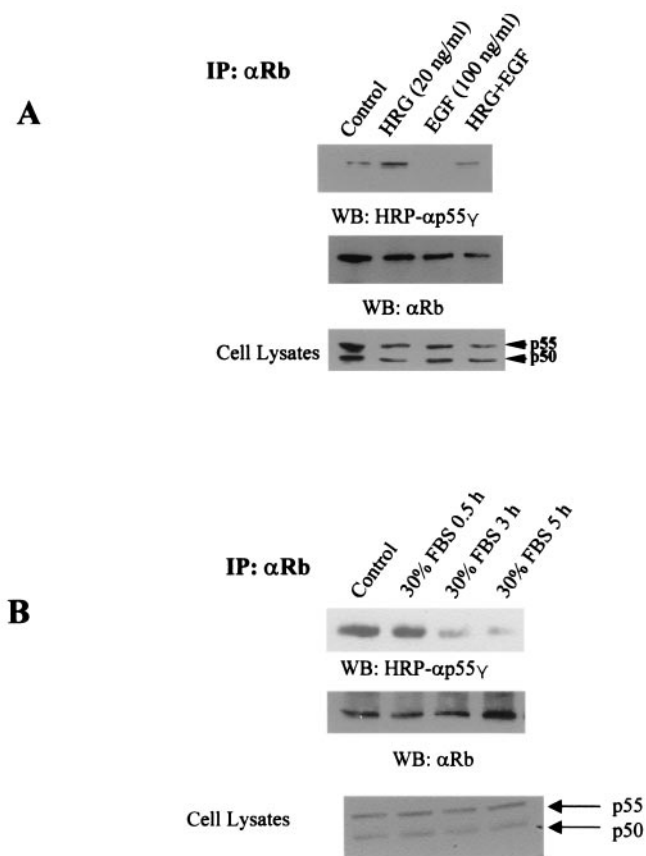 A
IP: αRb
Control
HRG (20 ng/ml)
EGF (100 ng/ml)
HRG+EGF
WB: HRP-αp55γ
WB: αRb
Cell Lysates
p55
p50
B
IP: αRb
Control
30% FBS 0.5 h
30% FBS 3 h
30% FBS 5 h
WB: HRP-αp55γ
WB: αRb
Cell Lysates
p55
p50